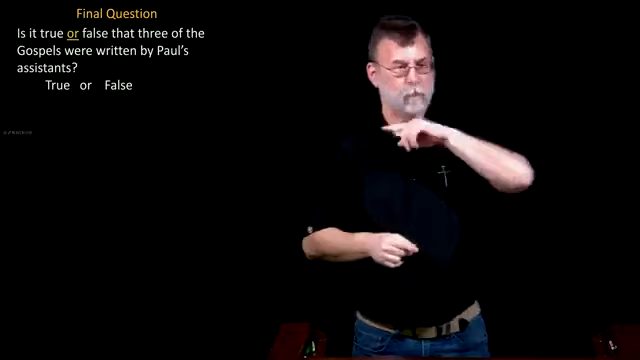 Final Question
Is it true or false that three of the
Gospels were written by Paul's
assistants?
True or False